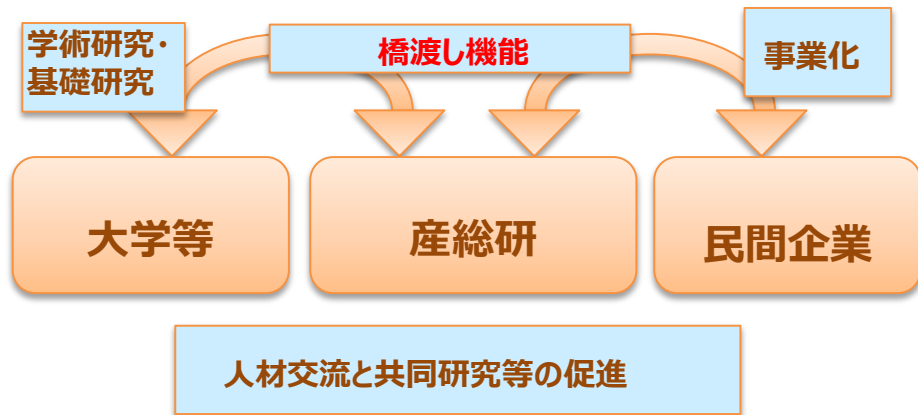 学術研究・
基礎研究
橋渡し機能
事業化
大学等
産総研
民間企業
人材交流と共同研究等の促進